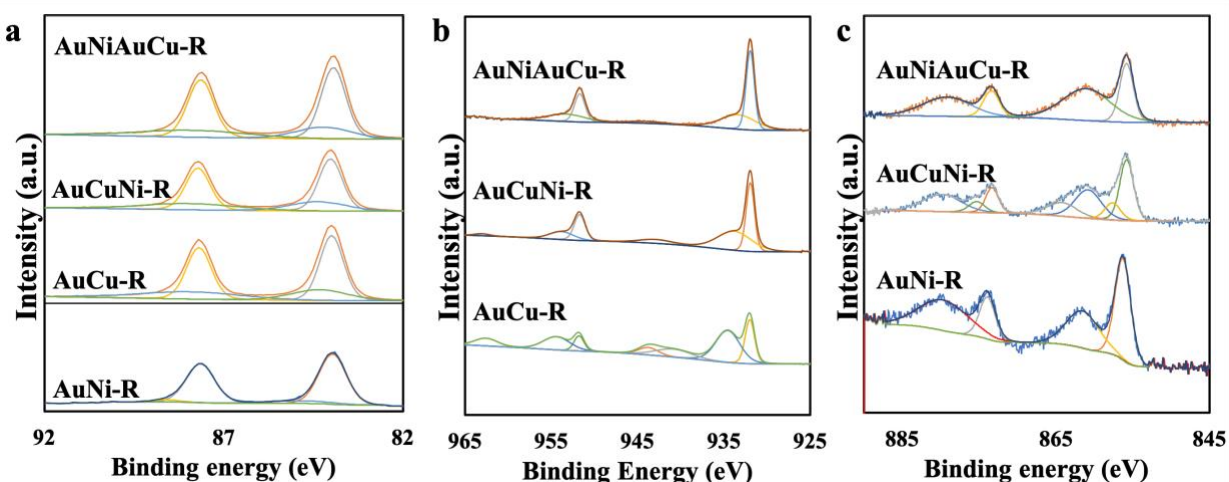 a
AuNiAuCu-R
AuCuNi-R
AuCu-R
AuNi-R
Intensity (a.u.)
92 87 82
Binding energy (eV)
b
AuNiAuCu-R
AuCuNi-R
AuCu-R
Intensity (a.u.)
965 955 945 935 925
Binding Energy (eV)
c
AuNiAuCu-R
AuCuNi-R
AuNi-R
Intensity (a.u.)
885 865 845
Binding energy (eV)